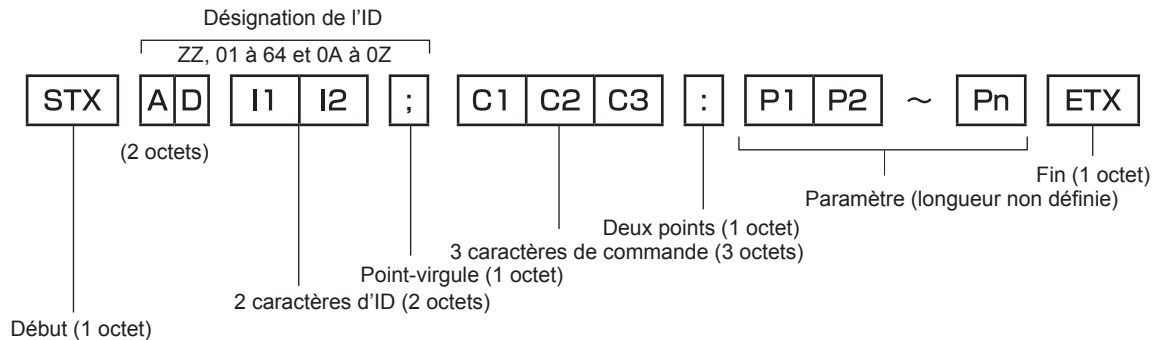 Désignation de l'ID
ZZ, 01 à 64 et 0A à 0Z
STX A D I1 I2 ; C1 C2 C3 : P1 P2 ~ Pn ETX
(2 octets)
Fin (1 octet)
Paramètre (longueur non définie)
Deux points (1 octet)
3 caractères de commande (3 octets)
Point-virgule (1 octet)
2 caractères d'ID (2 octets)
Début (1 octet)